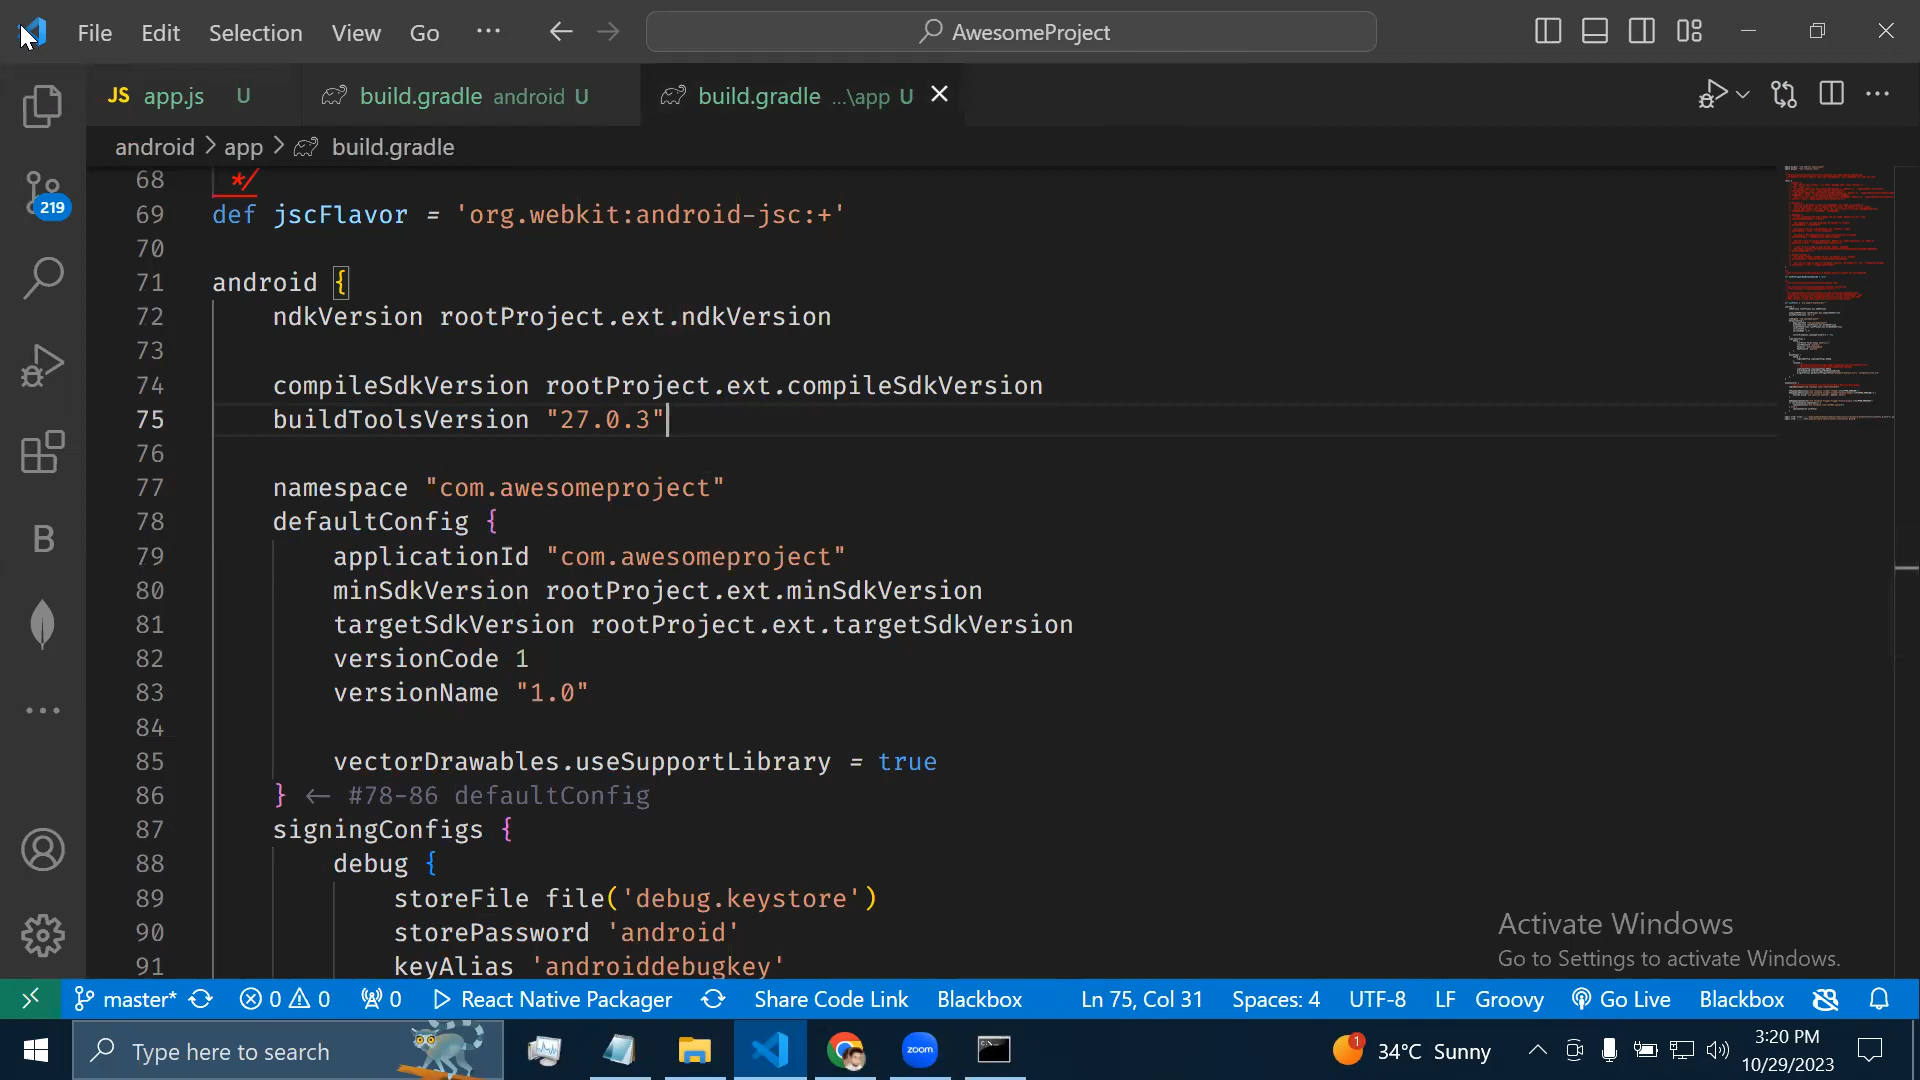 File Edit Selection View Go ··· AwesomeProject
JS app.js U build.gradle android U build.gradle ...\app U
android > app > build.gradle
68 */
69 def jscFlavor = 'org.webkit:android-jsc:+'
70
71 android {
72 ndkVersion rootProject.ext.ndkVersion
73
74 compileSdkVersion rootProject.ext.compileSdkVersion
75 buildToolsVersion "27.0.3"
76
77 namespace "com.awesomeproject"
78 defaultConfig {
79 applicationId "com.awesomeproject"
80 minSdkVersion rootProject.ext.minSdkVersion
81 targetSdkVersion rootProject.ext.targetSdkVersion
82 versionCode 1
83 versionName "1.0"
84
85 vectorDrawables.useSupportLibrary = true
86 } ← #78-86 defaultConfig
87 signingConfigs {
88 debug {
89 storeFile file('debug.keystore')
90 storePassword 'android'
91 keyAlias 'androiddebugkey'
219
B
Activate Windows
Go to Settings to activate Windows.
master* 0 0 0 React Native Packager Share Code Link Blackbox Ln 75, Col 31 Spaces: 4 UTF-8 LF Groovy Go Live Blackbox
Type here to search zoom 1 34°C Sunny 3:20 PM
10/29/2023